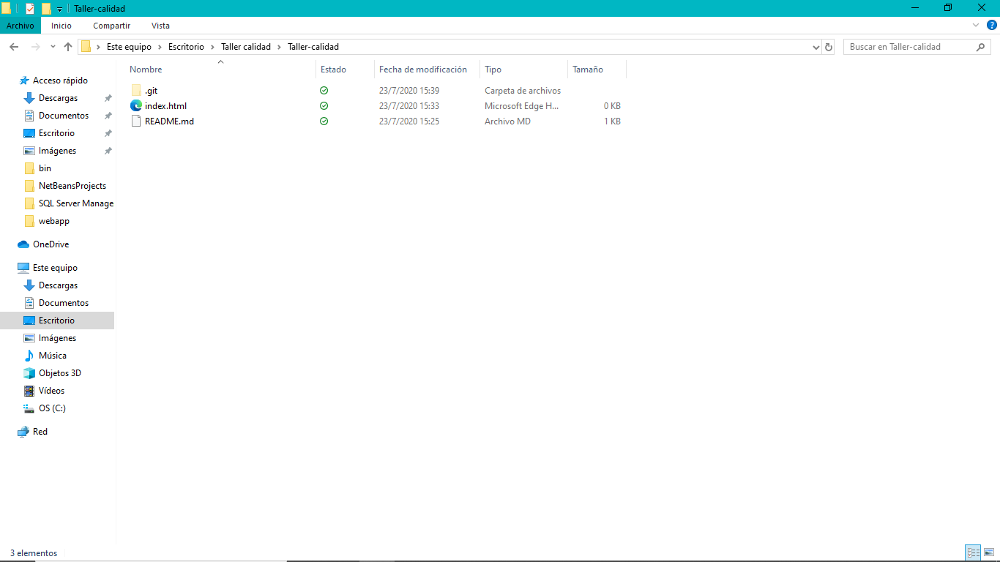 Taller-calidad
Archivo Inicio Compartir Vista
Este equipo Escritorio Taller calidad Taller-calidad Buscar en Taller-calidad
Nombre Estado Fecha de modificación Tipo Tamaño
.git 23/7/2020 15:39 Carpeta de archivos
index.html 23/7/2020 15:33 Microsoft Edge H... 0 KB
README.md 23/7/2020 15:25 Archivo MD 1 KB
Acceso rápido
Descargas
Documentos
Escritorio
Imágenes
bin
NetBeansProjects
SQL Server Manage
webapp
OneDrive
Este equipo
Descargas
Documentos
Escritorio
Imágenes
Música
Objetos 3D
Vídeos
OS (C:)
Red
3 elementos